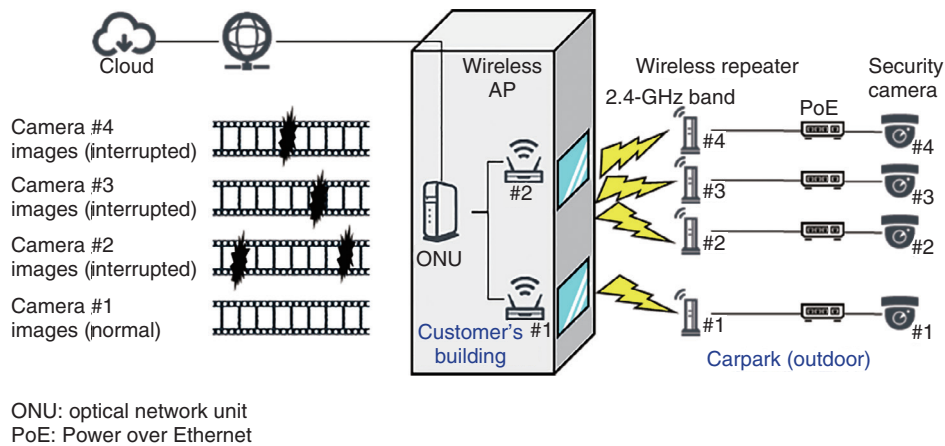 Cloud
Wireless
AP
Wireless repeater
2.4-GHz band
Security
camera
PoE
Camera #4
images (interrupted)
Camera #3
images (interrupted)
Camera #2
images (interrupted)
Camera #1
images (normal)
ONU
#2
#1
Customer's
building
#4
#3
#2
#1
#4
#3
#2
#1
Carpark (outdoor)
ONU: optical network unit
PoE: Power over Ethernet